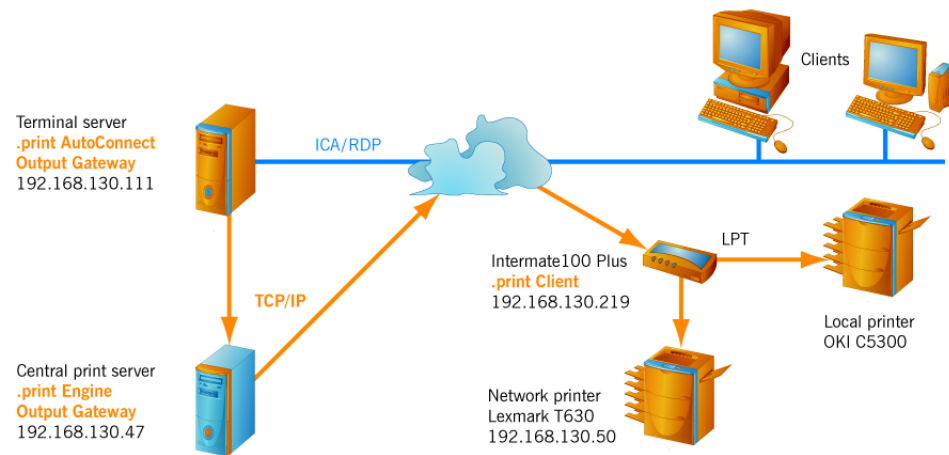 Clients
Terminal server
.print AutoConnect
Output Gateway
192.168.130.111
ICA/RDP
LPT
Intermate100 Plus
.print Client
192.168.130.219
TCP/IP
Local printer
OKI C5300
Central print server
.print Engine
Output Gateway
192.168.130.47
Network printer
Lexmark T630
192.168.130.50